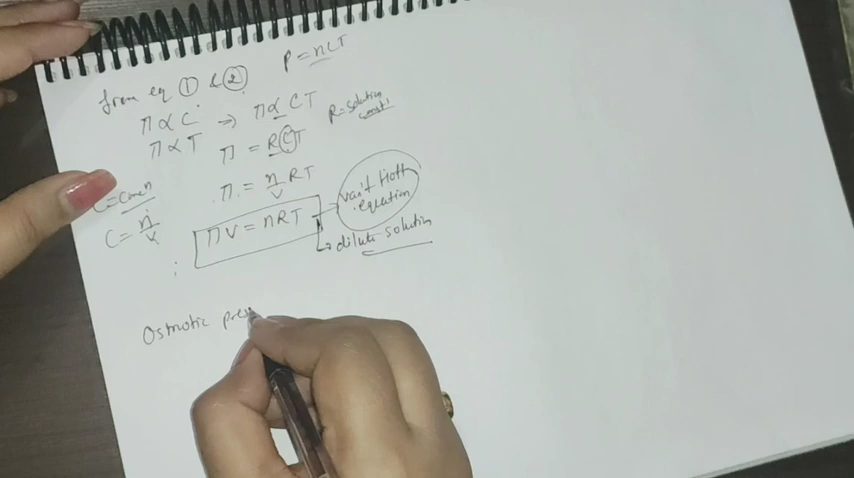 P = nCT
from eq ① & ②
π ∝ C ⇒ π ∝ CT
R = solution const.
π ∝ T π = RCT
C = conc^n π = n/V RT
C = n/V πV = nRT
van't Hoff equation
dilute solution
Osmotic pres